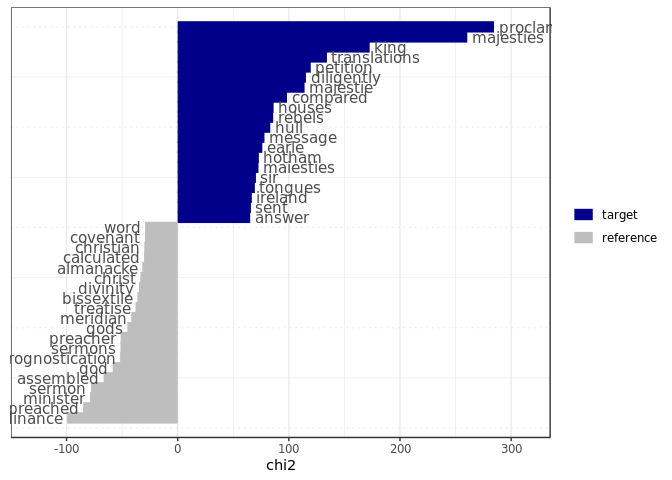 proclar
majesties
king
translations
petition
diligently
majestie
compared
houses
rebels
hull
message
earle
hotham
maiesties
sir
tongues
ireland
sent
answer
word
covenant
christian
calculated
almanacke
christ
divinity
bissextile
treatise
meridian
gods
preacher
sermons
rognostication
god
assembled
sermon
minister
preached
linance
-100 0 100 200 300
chi2
target
reference